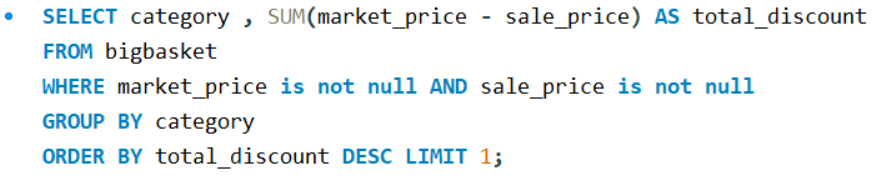 SELECT category , SUM(market_price - sale_price) AS total_discount
FROM bigbasket
WHERE market_price is not null AND sale_price is not null
GROUP BY category
ORDER BY total_discount DESC LIMIT 1;